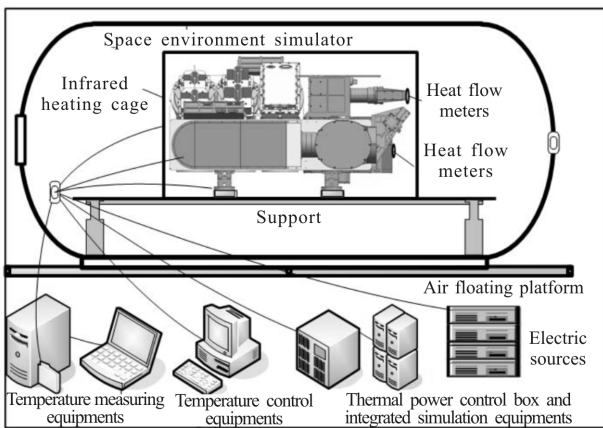 Space environment simulator
Infrared
heating cage
Heat flow
meters
Heat flow
meters
Support
Air floating platform
Electric
sources
Temperature measuring
equipments
Temperature control
equipments
Thermal power control box and
integrated simulation equipments